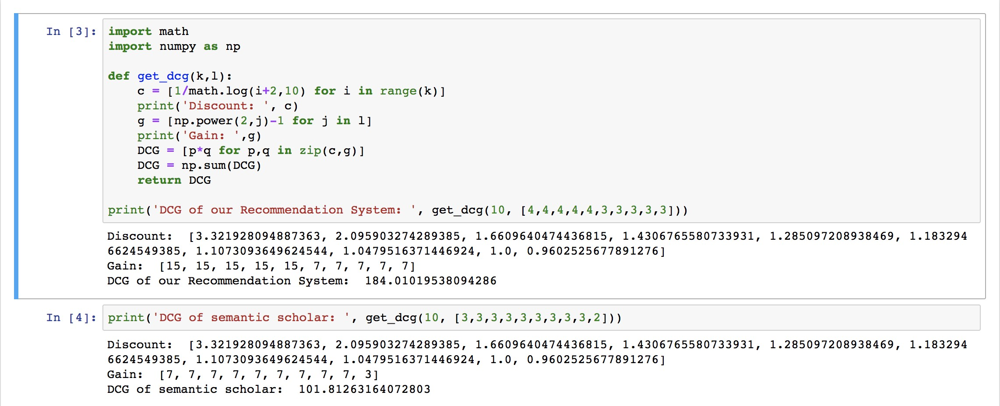 In [3]:
import math
import numpy as np
def get_dcg(k,l):
    c = [1/math.log(i+2,10) for i in range(k)]
    print('Discount: ', c)
    g = [np.power(2,j)-1 for j in l]
    print('Gain: ',g)
    DCG = [p*q for p,q in zip(c,g)]
    DCG = np.sum(DCG)
    return DCG
print('DCG of our Recommendation System: ', get_dcg(10, [4,4,4,4,4,3,3,3,3,3]))
Discount:  [3.321928094887363, 2.095903274289385, 1.6609640474436815, 1.4306765580733931, 1.285097208938469, 1.183294
6624549385, 1.1073093649624544, 1.0479516371446924, 1.0, 0.9602525677891276]
Gain:  [15, 15, 15, 15, 15, 7, 7, 7, 7, 7]
DCG of our Recommendation System:  184.01019538094286
In [4]:
print('DCG of semantic scholar: ', get_dcg(10, [3,3,3,3,3,3,3,3,3,2]))
Discount:  [3.321928094887363, 2.095903274289385, 1.6609640474436815, 1.4306765580733931, 1.285097208938469, 1.183294
6624549385, 1.1073093649624544, 1.0479516371446924, 1.0, 0.9602525677891276]
Gain:  [7, 7, 7, 7, 7, 7, 7, 7, 7, 3]
DCG of semantic scholar:  101.81263164072803